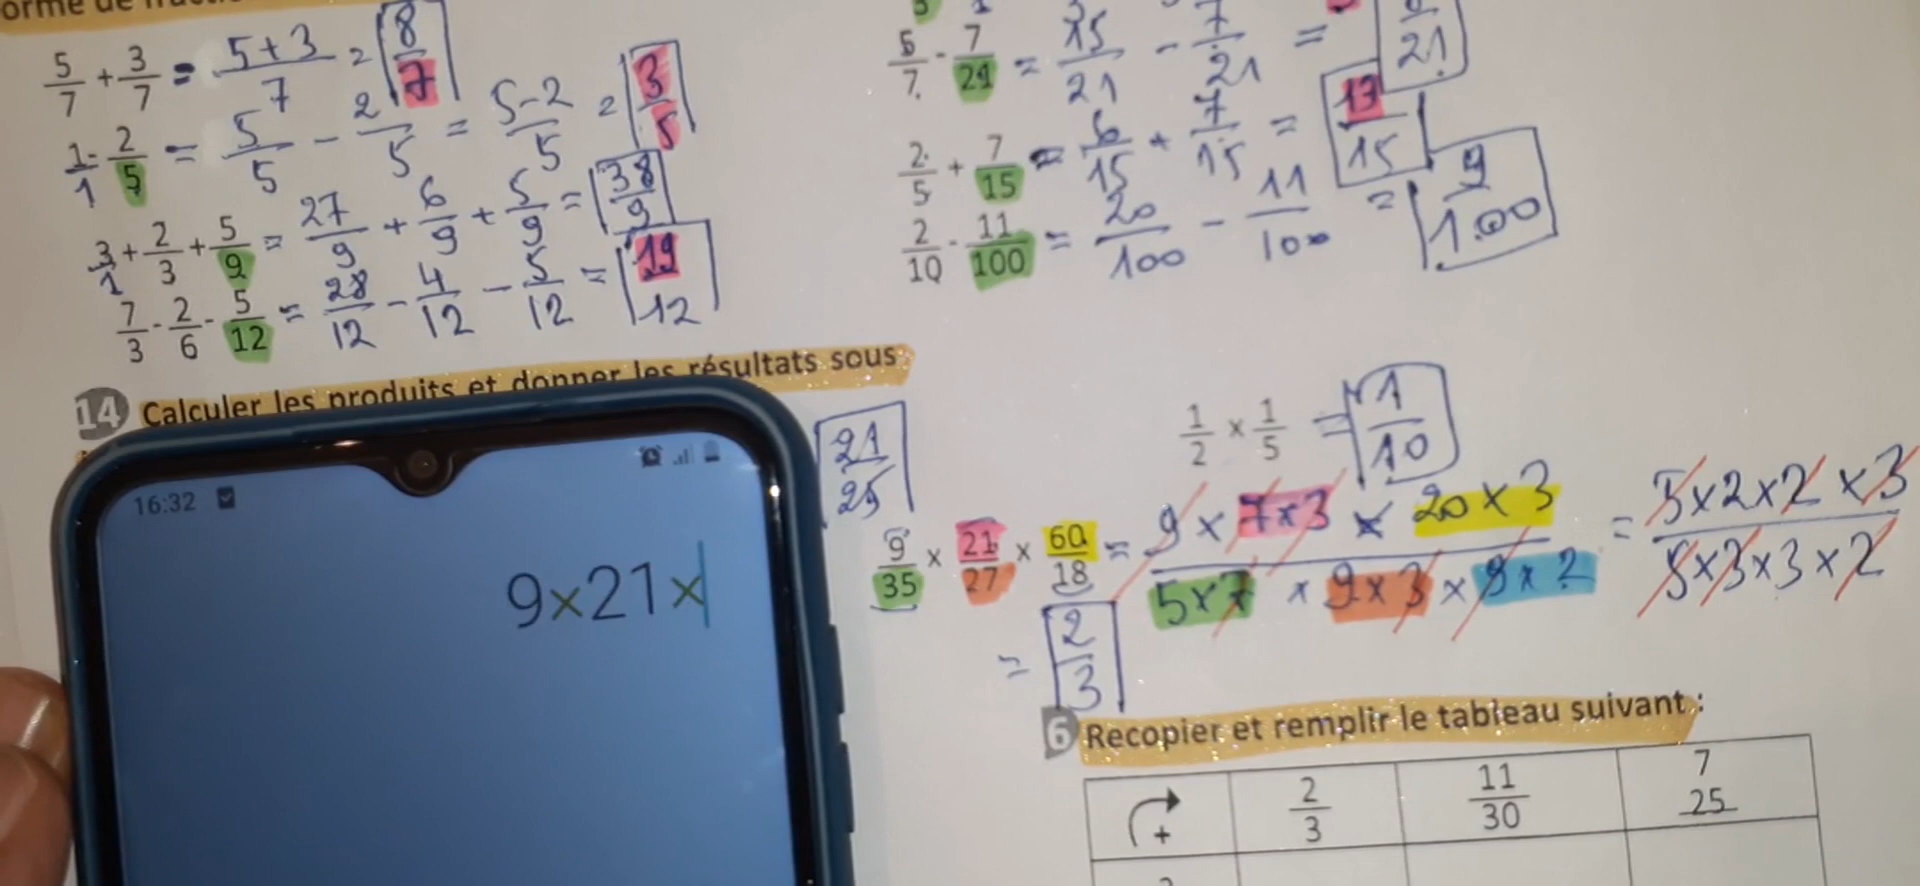 5/7 + 3/7 = 5+3/7 = 8/7
1/1 - 2/5 = 5/5 - 2/5 = 5-2/5 = 3/5
3/1 + 2/3 + 5/9 = 27/9 + 6/9 + 5/9 = 38/9
7/3 - 2/6 - 5/12 = 28/12 - 4/12 - 5/12 = 19/12
/7 - 7/21 = 15/21 - 7/21 = /21
2/5 + 7/15 = 6/15 + 7/15 = 13/15
2/10 - 11/100 = 20/100 - 11/100 = 9/100
14 Calculer les produits et donner les résultats sous
16:32
9×21×
21/25
1/2 × 1/5 = 1/10
9/35 × 21/27 × 60/18 = 9 × 7×3 × 20×3/5×7 × 9×3 × 9×2 = 5×2×2×3/5×3×3×2
= 2/3
6 Recopier et remplir le tableau suivant :
+ 2/3 11/30 7/25